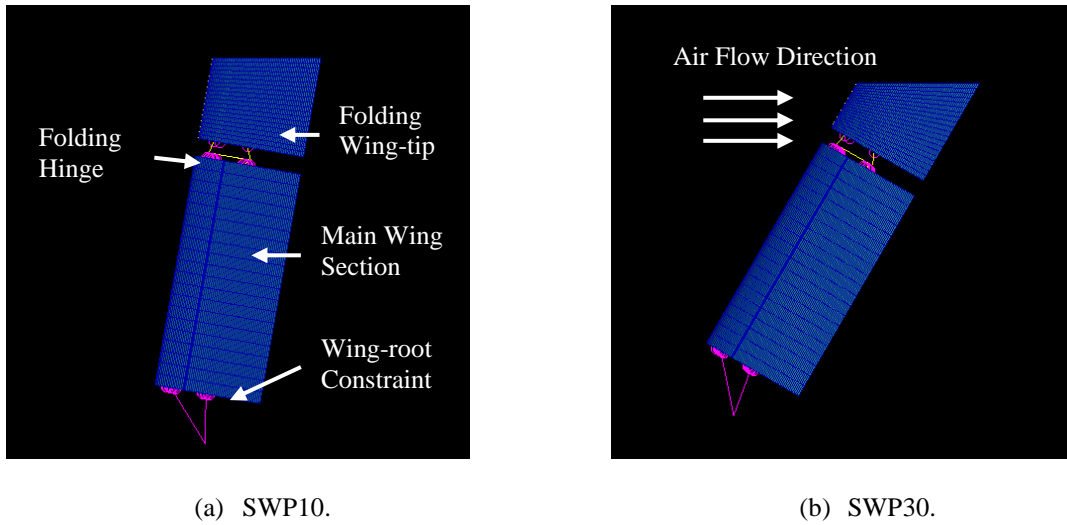 Folding
Wing-tip
Folding
Hinge
Main Wing
Section
Wing-root
Constraint
(a) SWP10.
Air Flow Direction
(b) SWP30.